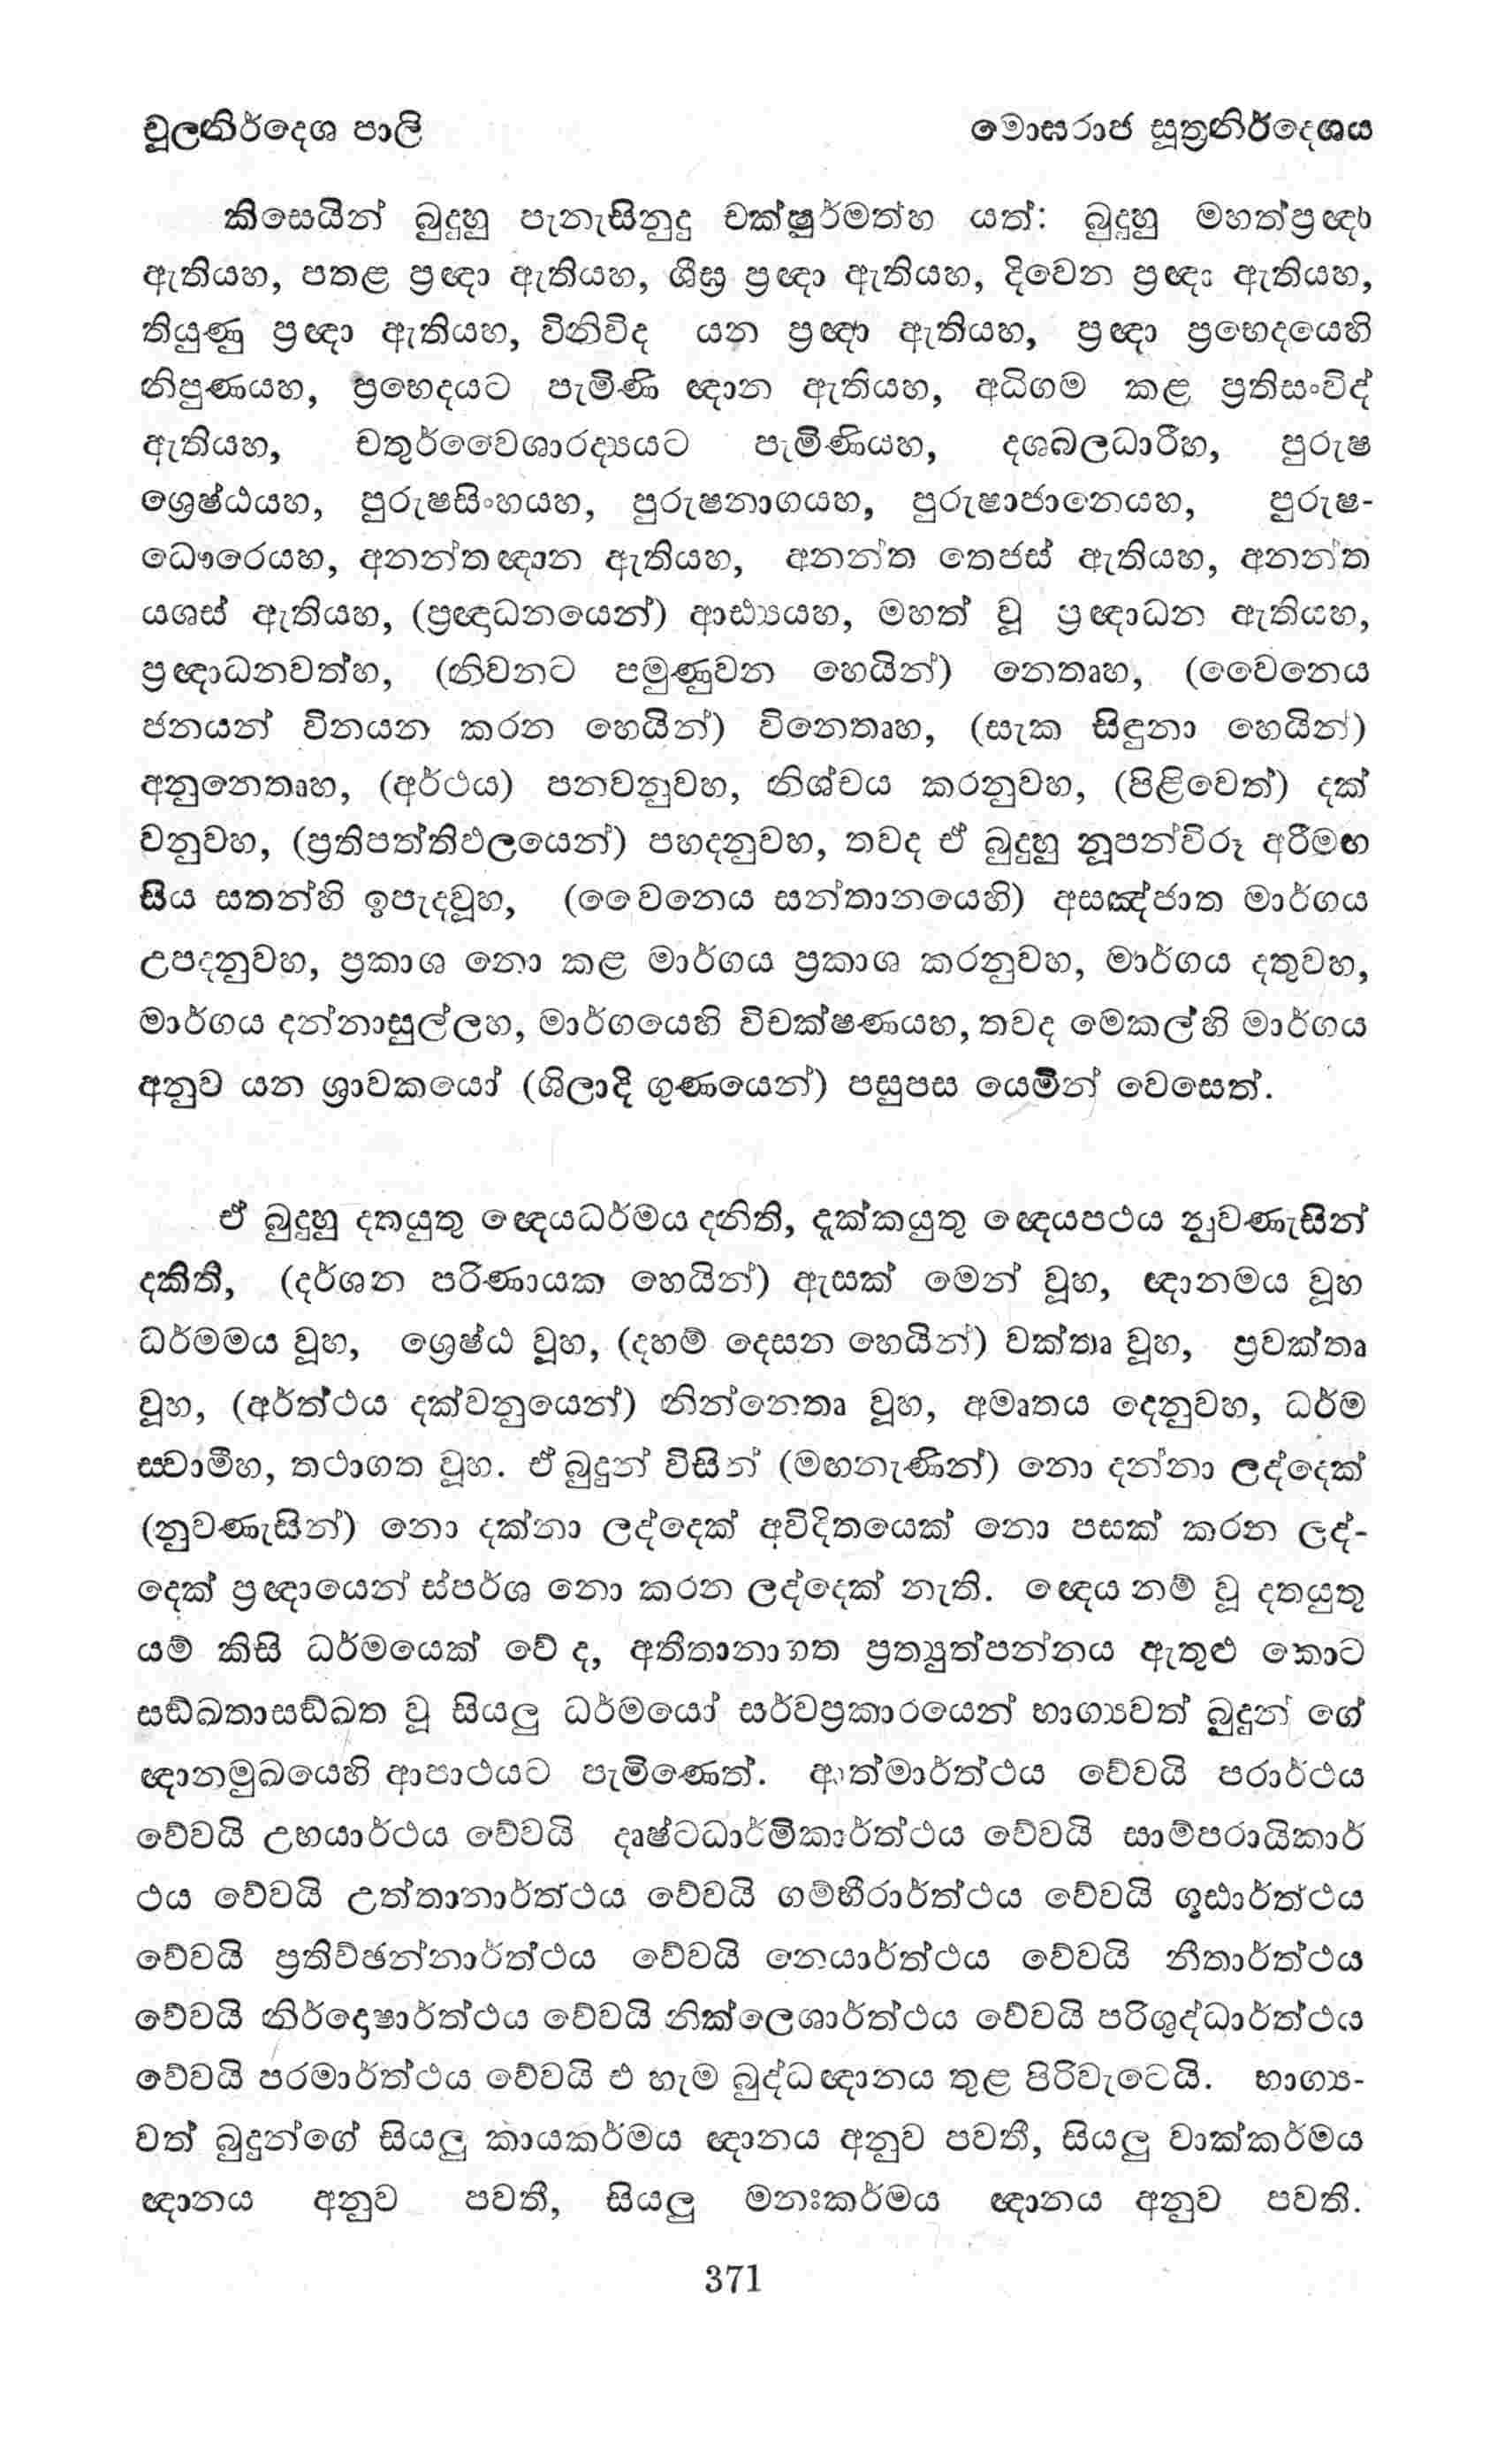 චූලනිර්දෙශ පාලි
මොඝරාජ සූත්‍රනිර්දෙශය
කිසෙයින් බුදුහු පැනැසිනුදු චක්ෂුර්මත්හ යත්: බුදුහු මහත්ප්‍රඥා
ඇතියහ, පතළ ප්‍රඥා ඇතියහ, ශීඝ්‍ර ප්‍රඥා ඇතියහ, දිවෙන ප්‍රඥා ඇතියහ,
තියුණු ප්‍රඥා ඇතියහ, විනිවිද යන ප්‍රඥා ඇතියහ, ප්‍රඥා ප්‍රභෙදයෙහි
නිපුණයහ, ප්‍රභෙදයට පැමිණි ඥාන ඇතියහ, අධිගම කළ ප්‍රතිසංවිද්
ඇතියහ, චතුර්වෛශාරද්‍යයට පැමිණියහ, දශබලධාරීහ, පුරුෂ
ශ්‍රෙෂ්ඨයහ, පුරුෂසිංහයහ, පුරුෂනාගයහ, පුරුෂාජානෙයහ, පුරුෂ-
ධෞරෙයහ, අනන්තඥාන ඇතියහ, අනන්ත තෙජස් ඇතියහ, අනන්ත
යශස් ඇතියහ, (ප්‍රඥාධනයෙන්) ආඪ්‍යයහ, මහත් වූ ප්‍රඥාධන ඇතියහ,
ප්‍රඥාධනවත්හ, (නිවනට පමුණුවන හෙයින්) නෙතෘහ, (වෛනෙය
ජනයන් විනයන කරන හෙයින්) විනෙතෘහ, (සැක සිඳුනා හෙයින්)
අනුනෙතෘහ, (අර්ථය) පනවනුවහ, නිශ්චය කරනුවහ, (පිළිවෙත්) දක්
වනුවහ, (ප්‍රතිපත්තිඵලයෙන්) පහදනුවහ, තවද ඒ බුදුහු නූපන්විරූ අරීමඟ
සිය සතන්හි ඉපැදවූහ, (වෛනෙය සන්තානයෙහි) අසඤ්ජාත මාර්ගය
උපදනුවහ, ප්‍රකාශ නො කළ මාර්ගය ප්‍රකාශ කරනුවහ, මාර්ගය දතුවහ,
මාර්ගය දන්නාසුල්ලහ, මාර්ගයෙහි විචක්ෂණයහ, තවද මෙකල්හි මාර්ගය
අනුව යන ශ්‍රාවකයෝ (ශිලාදි ගුණයෙන්) පසුපස යෙමින් වෙසෙත්.
ඒ බුදුහු දතයුතු ඥෙයධර්මය දනිති, දැක්කයුතු ඥෙයපථය නුවණැසින්
දකිති, (දර්ශන පරිණායක හෙයින්) ඇසක් මෙන් වූහ, ඥානමය වූහ
ධර්මමය වූහ, ශ්‍රෙෂ්ඨ වූහ, (දහම් දෙසන හෙයින්) වක්තෘ වූහ, ප්‍රවක්තෘ
වූහ, (අර්ත්ථය දක්වනුයෙන්) නින්නෙතෘ වූහ, අමෘතය දෙනුවහ, ධර්ම
ස්වාමීහ, තථාගත වූහ. ඒ බුදුන් විසින් (මඟනැණින්) නො දන්නා ලද්දෙක්
(නුවණැසින්) නො දක්නා ලද්දෙක් අවිදිතයෙක් නො පසක් කරන ලද්-
දෙක් ප්‍රඥායෙන් ස්පර්ශ නො කරන ලද්දෙක් නැති. ඥෙය නම් වූ දතයුතු
යම් කිසි ධර්මයෙක් වේ ද, අතීතානාගත ප්‍රත්‍යුත්පන්නය ඇතුළු කොට
සඞ්ඛතාසඞ්ඛත වූ සියලු ධර්මයෝ සර්වප්‍රකාරයෙන් භාග්‍යවත් බුදුන් ගේ
ඥානමුඛයෙහි ආපාථයට පැමිණෙත්. ආත්මාර්ත්ථය වේවයි පරාර්ථය
වේවයි උභයාර්ථය වේවයි දෘෂ්ටධාර්මිකාර්ත්ථය වේවයි සාම්පරායිකාර්
ථය වේවයි උත්තානාර්ත්ථය වේවයි ගම්භීරාර්ත්ථය වේවයි ගූඪාර්ත්ථය
වේවයි ප්‍රතිච්ඡන්නාර්ත්ථය වේවයි නෙයාර්ත්ථය වේවයි නීතාර්ත්ථය
වේවයි නිර්දොෂාර්ත්ථය වේවයි නික්ලෙශාර්ත්ථය වේවයි පරිශුද්ධාර්ත්ථය
වේවයි පරමාර්ත්ථය වේවයි එ හැම බුද්ධඥානය තුළ පිරිවැටෙයි. භාග්‍ය-
වත් බුදුන්ගේ සියලු කායකර්මය ඥානය අනුව පවතී, සියලු වාක්කර්මය
ඥානය අනුව පවතී, සියලු මනඃකර්මය ඥානය අනුව පවතී.
371